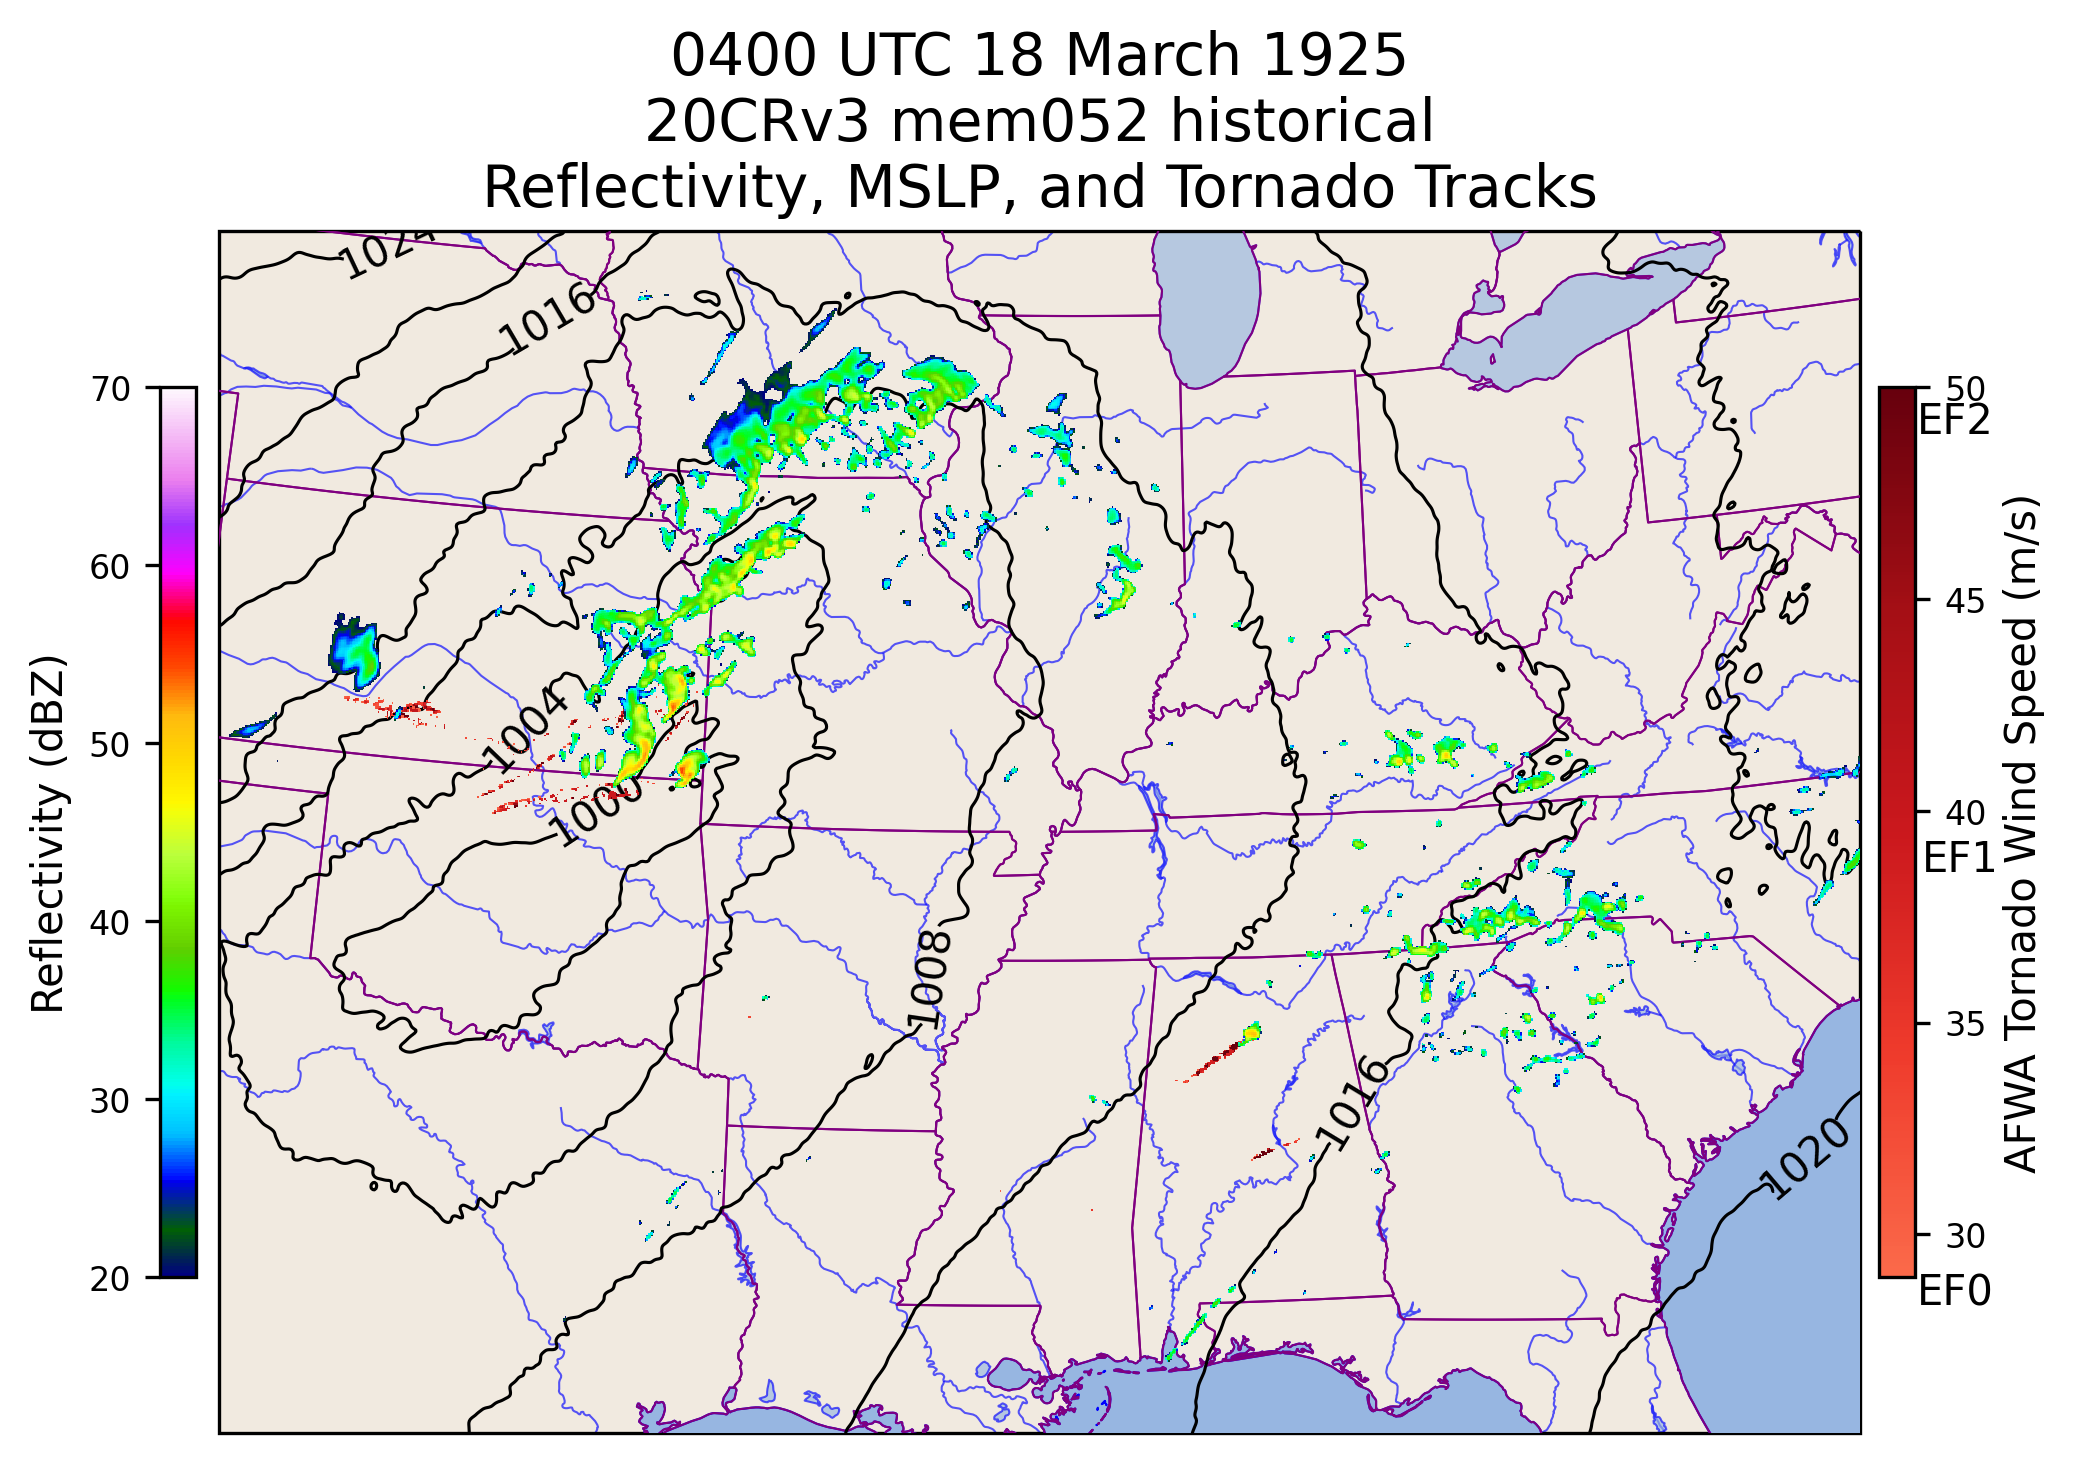 0400 UTC 18 March 1925
20CRv3 mem052 historical
Reflectivity, MSLP, and Tornado Tracks
1024
1016
1004
1000
1008
1016
1020
70
60
50
40
30
20
Reflectivity (dBZ)
50
EF2
45
40
EF1
35
30
EF0
AFWA Tornado Wind Speed (m/s)